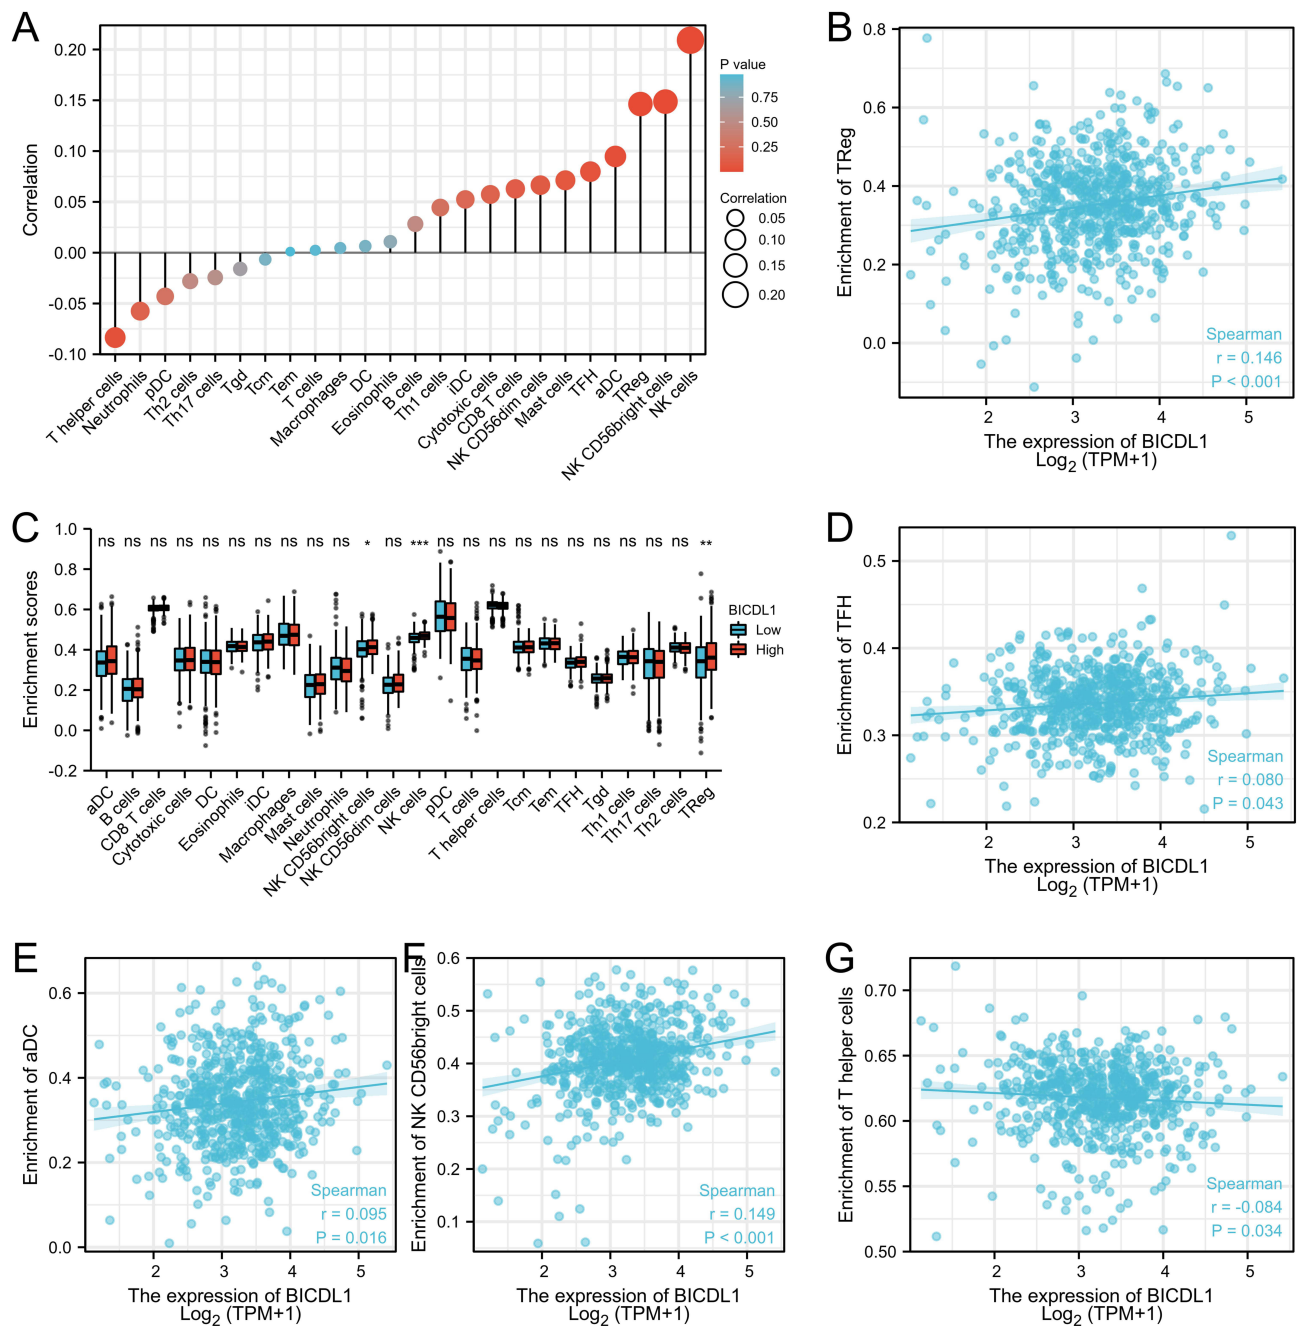 A
0.20
0.15
0.10
0.05
0.00
-0.05
-0.10
Correlation
T helper cells
Neutrophils
pDC
Th2 cells
Th17 cells
Tgd
Tcm
Tem
T cells
Macrophages
DC
Eosinophils
B cells
Th1 cells
iDC
Cytotoxic cells
CD8 T cells
NK CD56dim cells
Mast cells
TFH
aDC
TReg
NK CD56bright cells
NK cells
P value
0.75
0.50
0.25
Correlation
0.05
0.10
0.15
0.20
B
0.8
0.6
0.4
0.2
0.0
Enrichment of TReg
Spearman
r = 0.146
P < 0.001
2 3 4 5
The expression of BICDL1
Log2 (TPM+1)
C
1.0
0.8
0.6
0.4
0.2
0.0
-0.2
Enrichment scores
ns ns ns ns ns ns ns ns ns ns * ns *** ns ns ns ns ns ns ns ns ns ns **
aDC
B cells
CD8 T cells
Cytotoxic cells
DC
Eosinophils
iDC
Macrophages
Mast cells
Neutrophils
NK CD56bright cells
NK CD56dim cells
NK cells
pDC
T cells
T helper cells
Tcm
Tem
TFH
Tgd
Th1 cells
Th17 cells
Th2 cells
TReg
BICDL1
Low
High
D
0.5
0.4
0.3
0.2
Enrichment of TFH
Spearman
r = 0.080
P = 0.043
2 3 4 5
The expression of BICDL1
Log2 (TPM+1)
E
0.6
0.4
0.2
0.0
Enrichment of aDC
Spearman
r = 0.095
P = 0.016
2 3 4 5
The expression of BICDL1
Log2 (TPM+1)
F
0.6
0.5
0.4
0.3
0.2
0.1
Enrichment of NK CD56bright cells
Spearman
r = 0.149
P < 0.001
2 3 4 5
The expression of BICDL1
Log2 (TPM+1)
G
0.70
0.65
0.60
0.55
0.50
Enrichment of T helper cells
Spearman
r = -0.084
P = 0.034
2 3 4 5
The expression of BICDL1
Log2 (TPM+1)